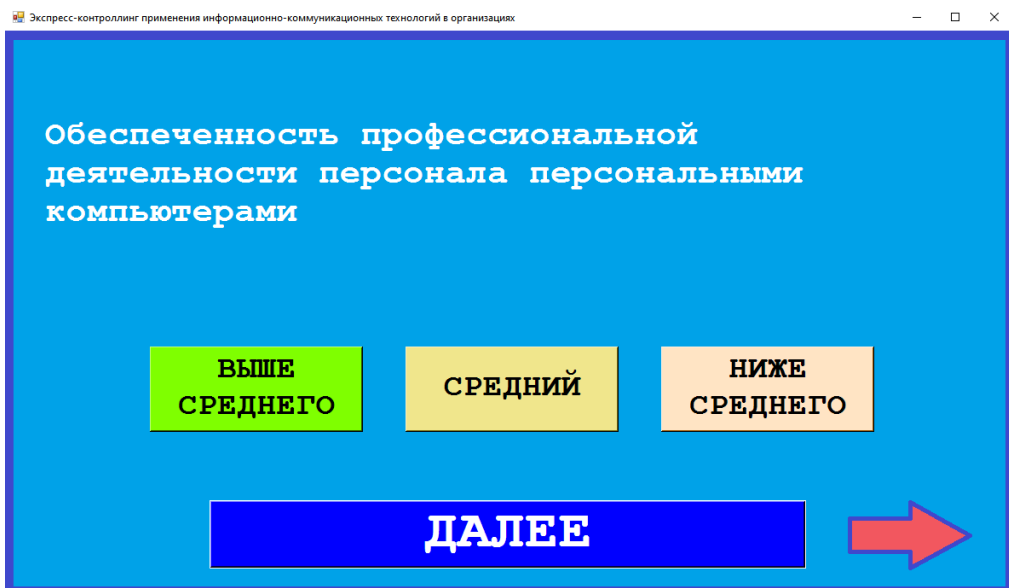 Экспресс-контроллинг применения информационно-коммуникационных технологий в организациях
Обеспеченность профессиональной
деятельности персонала персональными
компьютерами
ВЫШЕ
СРЕДНЕГО
СРЕДНИЙ
НИЖЕ
СРЕДНЕГО
ДАЛЕЕ